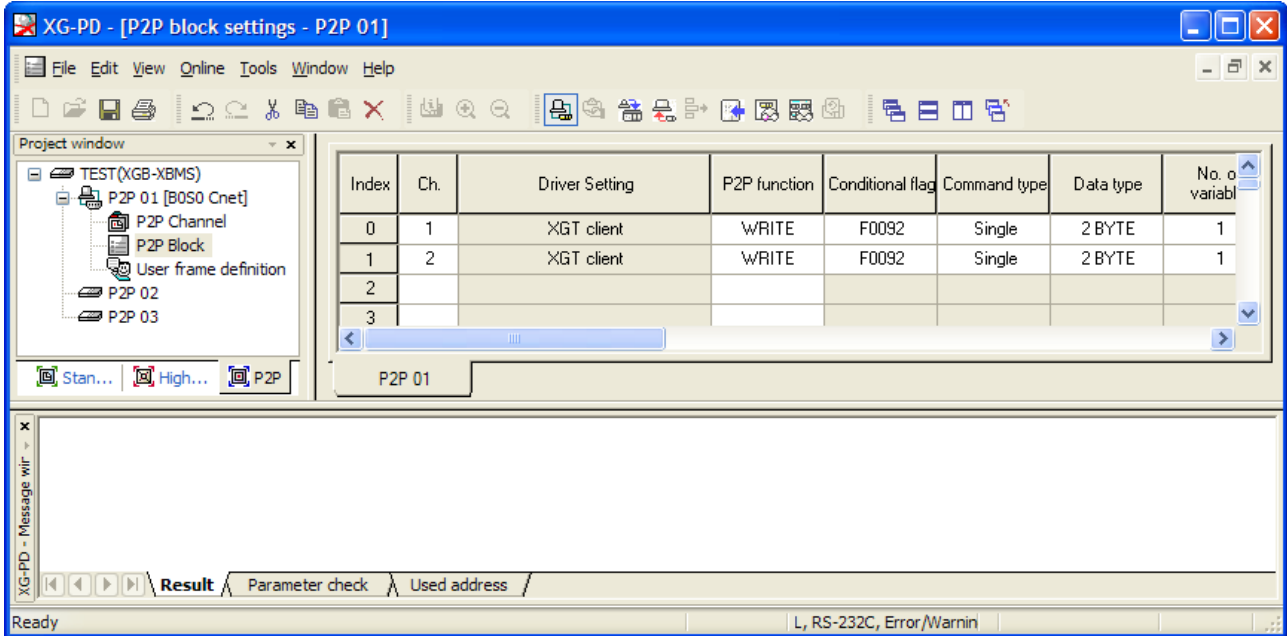 XG-PD - [P2P block settings - P2P 01]
File Edit View Online Tools Window Help
Project window
TEST(XGB-XBMS)
P2P 01 [B0S0 Cnet]
P2P Channel
P2P Block
User frame definition
P2P 02
P2P 03
Stan... High... P2P
Index Ch. Driver Setting P2P function Conditional flag Command type Data type No. o
variabl
0 1 XGT client WRITE F0092 Single 2 BYTE 1
1 2 XGT client WRITE F0092 Single 2 BYTE 1
2
3
P2P 01
XG-PD - Message wir
Result Parameter check Used address
Ready L, RS-232C, Error/Warnin